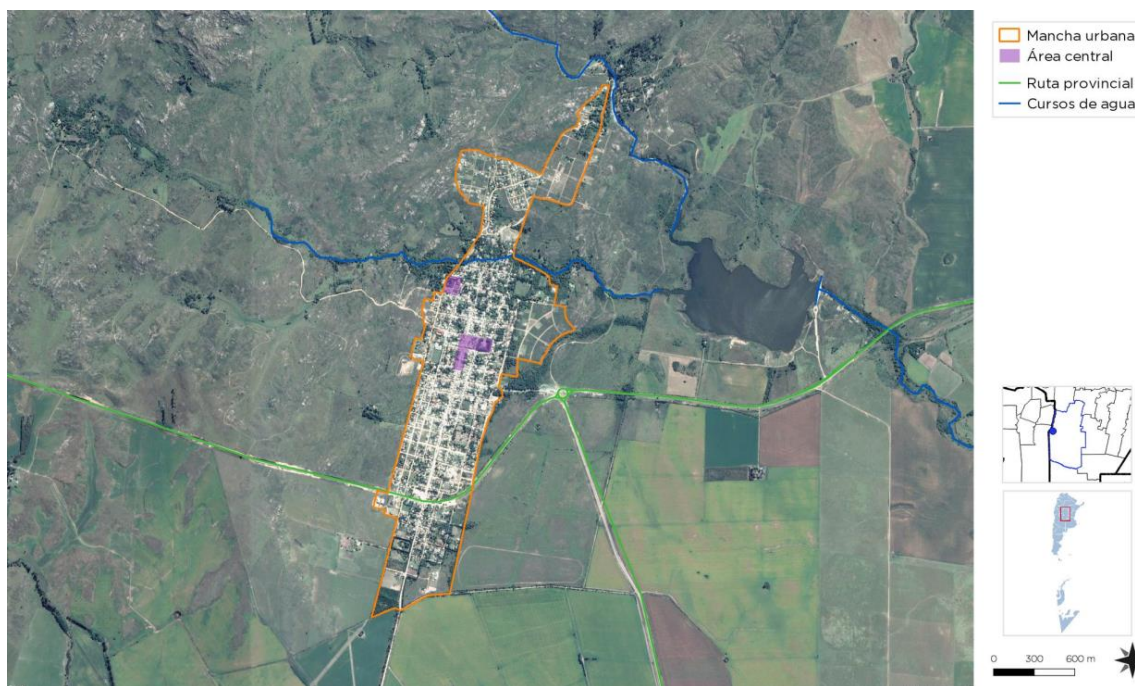 Mancha urbana
Área central
Ruta provincial
Cursos de agua
0 300 600 m